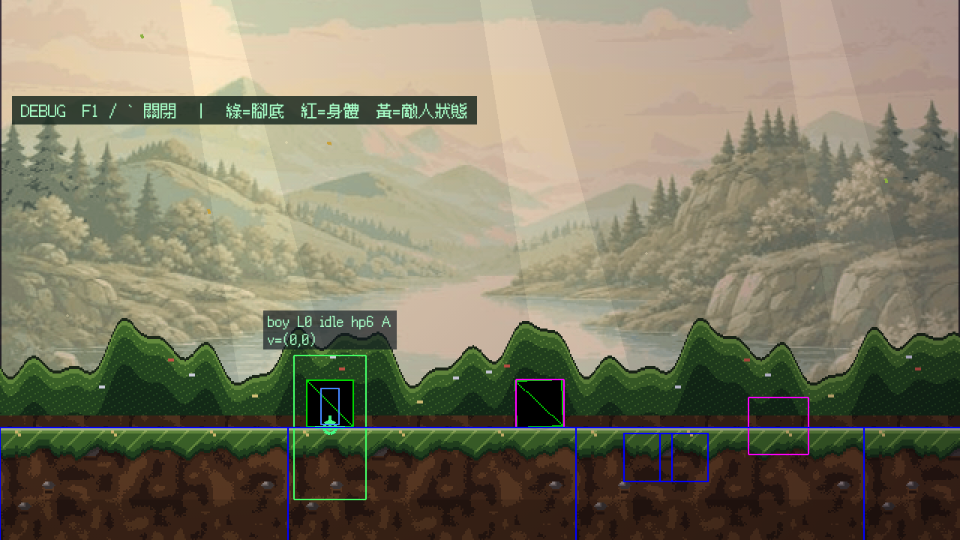 DEBUG F1 / ` 關閉 | 綠=腳底 紅=身體 黃=敵人狀態
boy L0 idle hp6 A
v=(0,0)